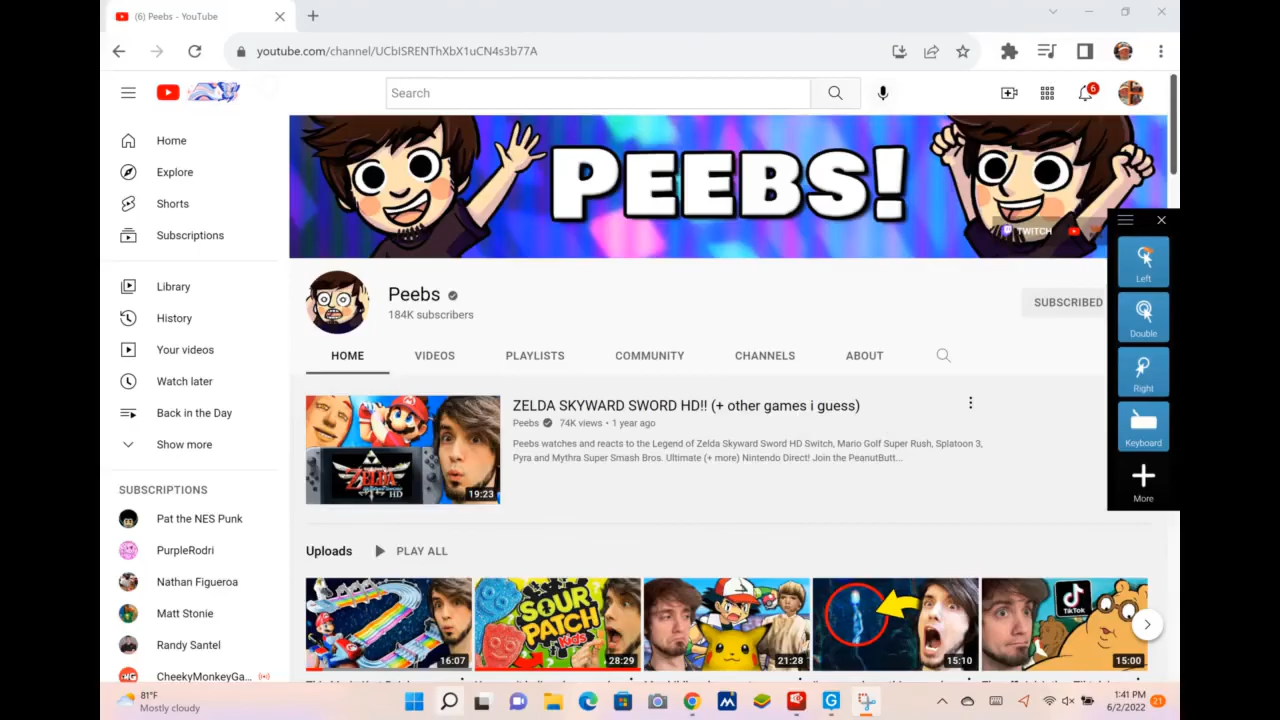 (6) Peebs - YouTube
youtube.com/channel/UCbISRENThXbX1uCN4s3b77A
Search
6
Home
Explore
Shorts
Subscriptions
Library
History
Your videos
Watch later
Back in the Day
Show more
SUBSCRIPTIONS
Pat the NES Punk
PurpleRodri
Nathan Figueroa
Matt Stonie
Randy Santel
CheekyMonkeyGa...
PEEBS!
TWITCH
Peebs
184K subscribers
SUBSCRIBED
HOME VIDEOS PLAYLISTS COMMUNITY CHANNELS ABOUT
ZELDA SKYWARD SWORD HD!! (+ other games i guess)
Peebs 74K views • 1 year ago
Peebs watches and reacts to the Legend of Zelda Skyward Sword HD Switch, Mario Golf Super Rush, Splatoon 3,
Pyra and Mythra Super Smash Bros. Ultimate (+ more) Nintendo Direct! Join the PeanutButt...
ZELDA
HD
19:23
Uploads PLAY ALL
SOUR
PATCH
Kids
TikTok
16:07
28:29
21:28
15:10
15:00
Left
Double
Right
Keyboard
More
81°F
Mostly cloudy
1:41 PM
6/2/2022
21